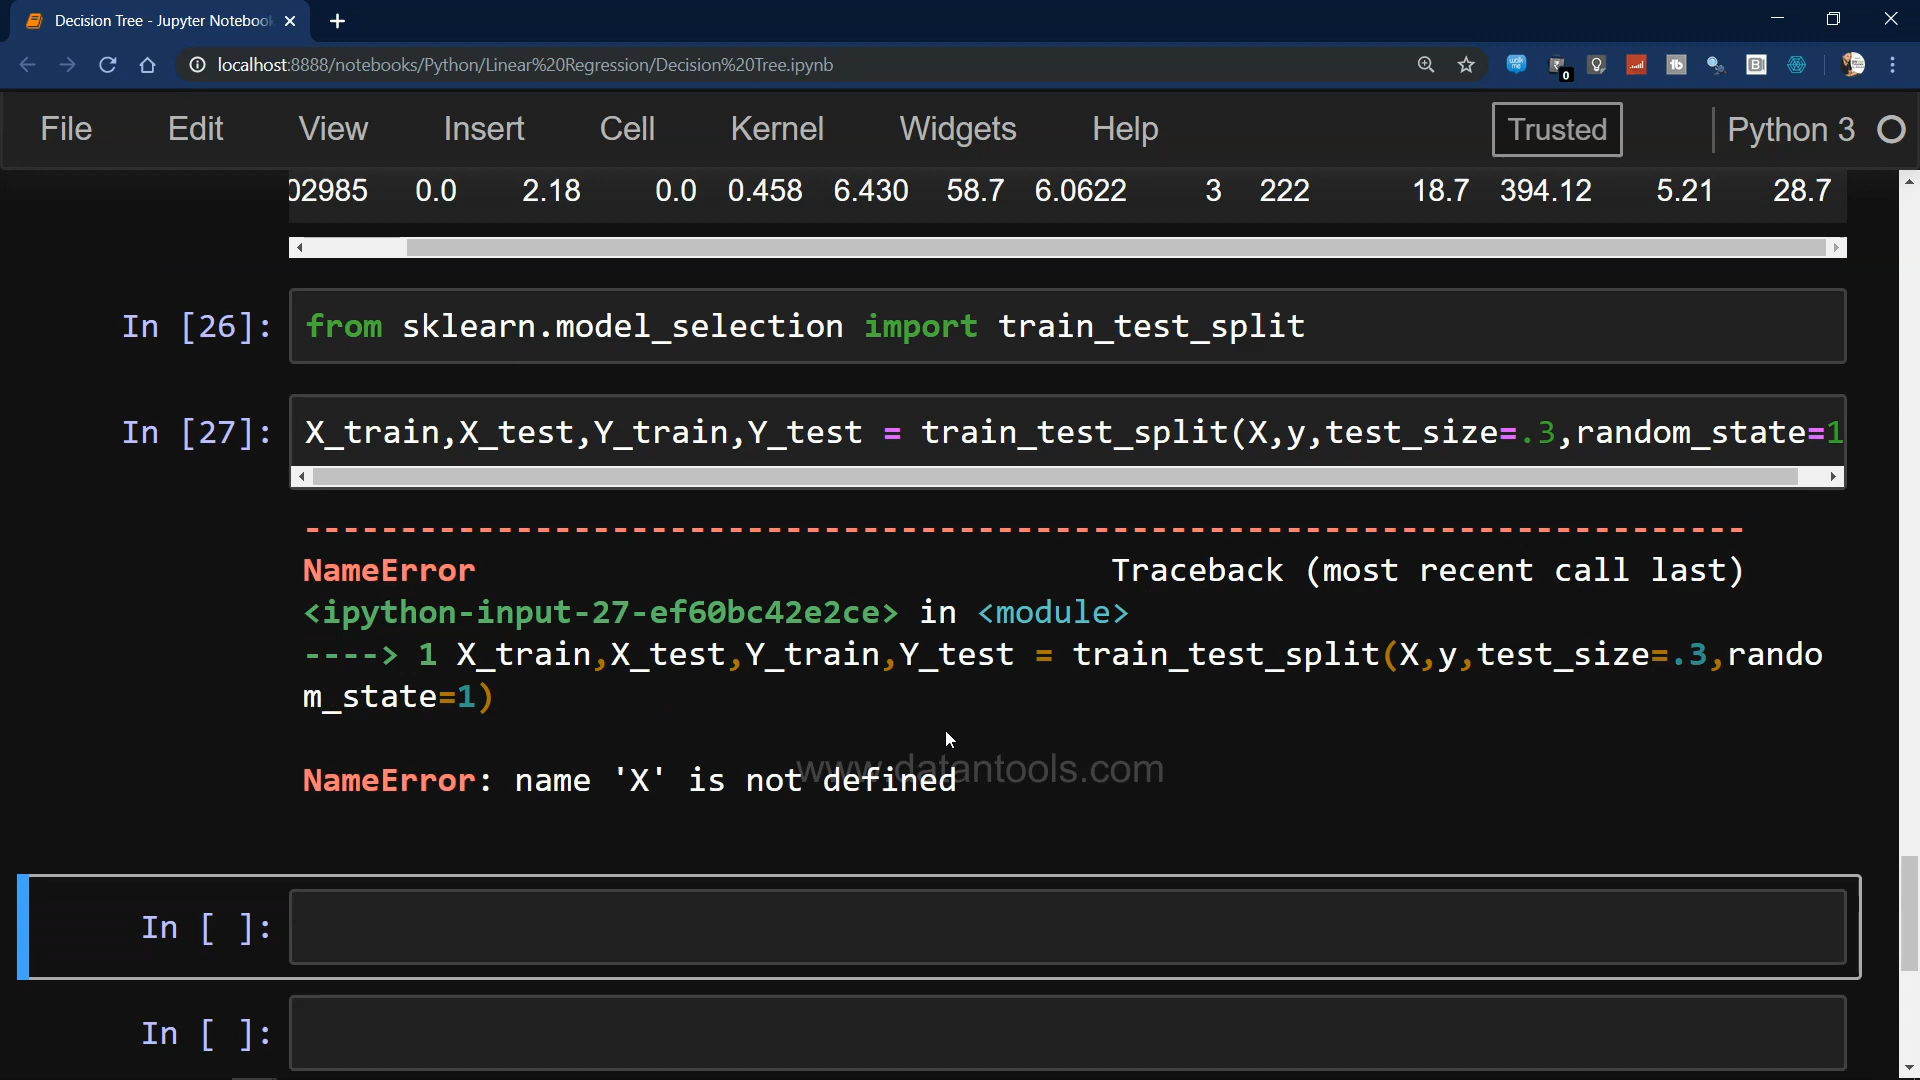 Decision Tree - Jupyter Notebook
localhost:8888/notebooks/Python/Linear%20Regression/Decision%20Tree.ipynb
0
File Edit View Insert Cell Kernel Widgets Help Trusted Python 3
02985 0.0 2.18 0.0 0.458 6.430 58.7 6.0622 3 222 18.7 394.12 5.21 28.7
In [26]: from sklearn.model_selection import train_test_split
In [27]: X_train,X_test,Y_train,Y_test = train_test_split(X,y,test_size=.3,random_state=1
---------------------------------------------------------------------------
NameError Traceback (most recent call last)
<ipython-input-27-ef60bc42e2ce> in <module>
----> 1 X_train,X_test,Y_train,Y_test = train_test_split(X,y,test_size=.3,rando
m_state=1)
www.datantools.com
NameError: name 'X' is not defined
In [ ]:
In [ ]: